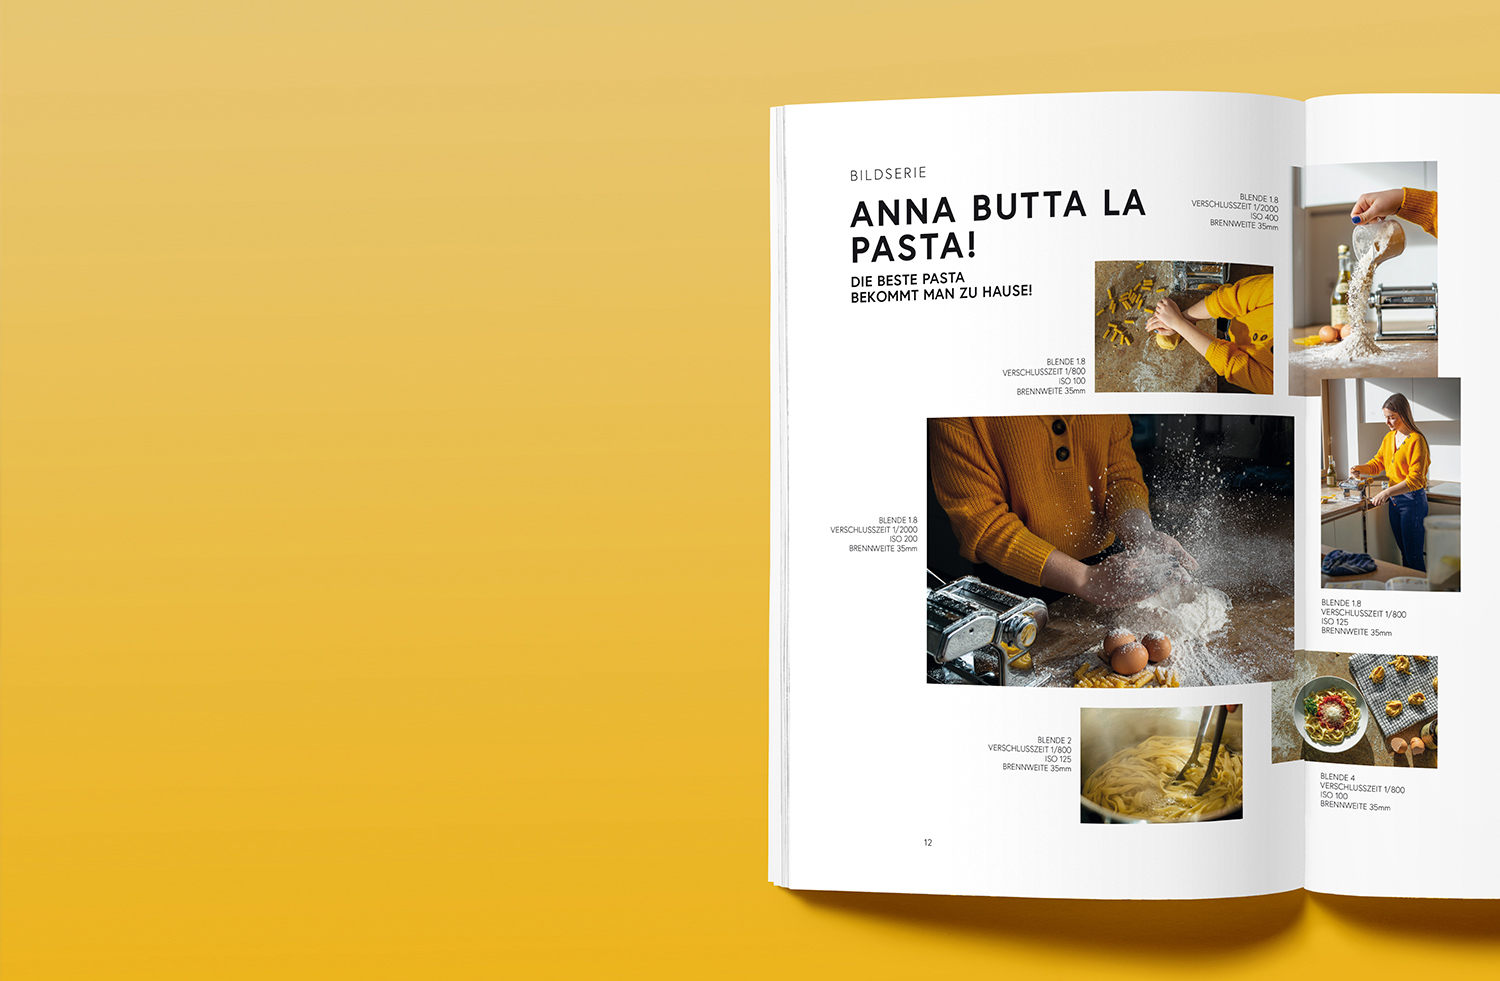 BILDSERIE
ANNA BUTTA LA
PASTA!
DIE BESTE PASTA
BEKOMMT MAN ZU HAUSE!
BLENDE 1.8
VERSCHLUSSZEIT 1/2000
ISO 400
BRENNWEITE 35mm
BLENDE 1.8
VERSCHLUSSZEIT 1/800
ISO 100
BRENNWEITE 35mm
BLENDE 1.8
VERSCHLUSSZEIT 1/2000
ISO 200
BRENNWEITE 35mm
BLENDE 1.8
VERSCHLUSSZEIT 1/800
ISO 125
BRENNWEITE 35mm
BLENDE 2
VERSCHLUSSZEIT 1/800
ISO 125
BRENNWEITE 35mm
BLENDE 4
VERSCHLUSSZEIT 1/800
ISO 100
BRENNWEITE 35mm
12